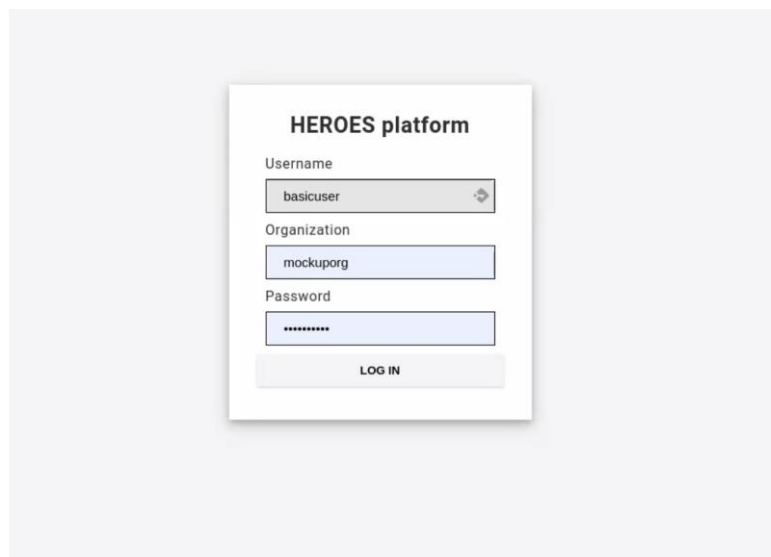 HEROES platform
Username
basicuser
Organization
mockuporg
Password
••••••••••
LOG IN